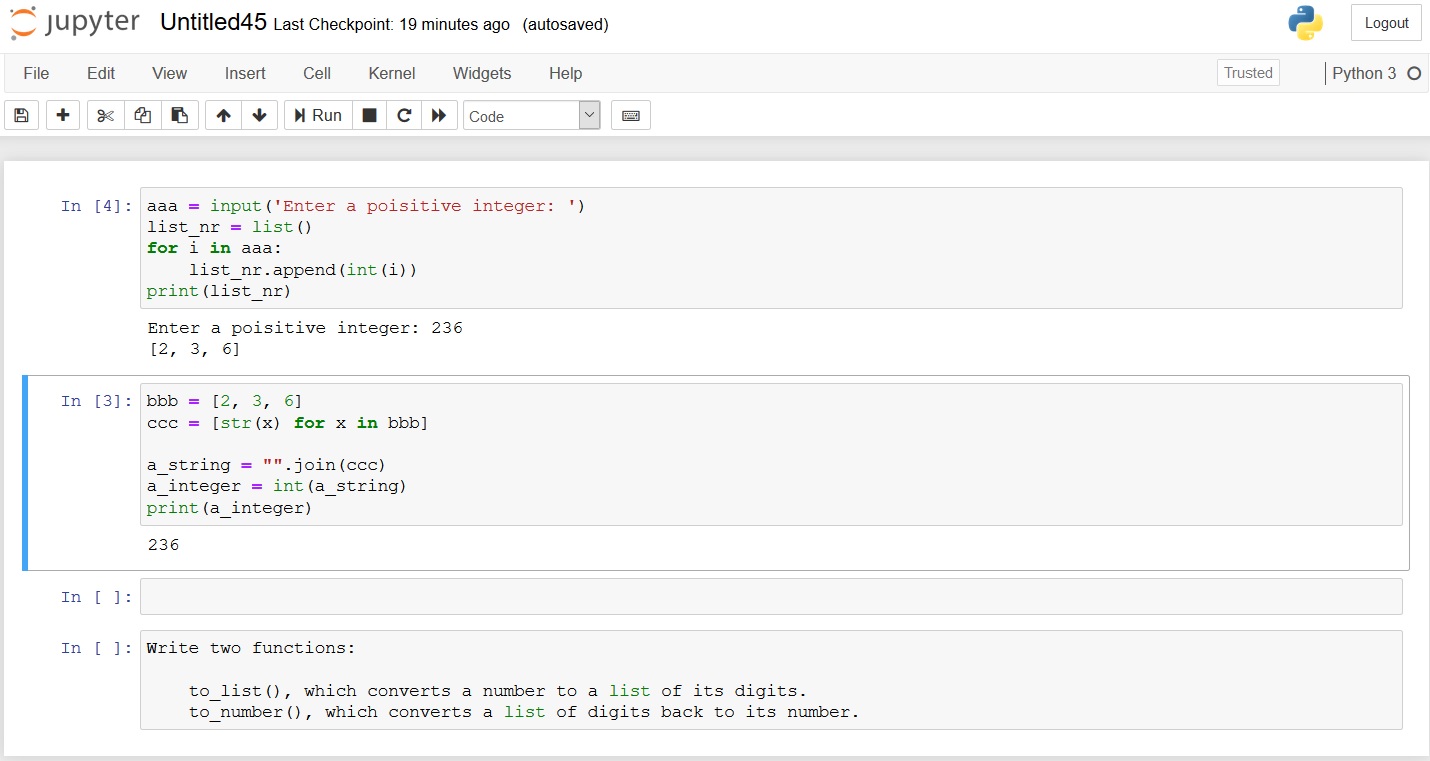 jupyter Untitled45 Last Checkpoint: 19 minutes ago (autosaved)
Logout
File Edit View Insert Cell Kernel Widgets Help
Trusted
Python 3
Run
Code
In [4]: aaa = input('Enter a poisitive integer: ')
list_nr = list()
for i in aaa:
    list_nr.append(int(i))
print(list_nr)
Enter a poisitive integer: 236
[2, 3, 6]
In [3]: bbb = [2, 3, 6]
ccc = [str(x) for x in bbb]
a_string = "".join(ccc)
a_integer = int(a_string)
print(a_integer)
236
In [ ]:
In [ ]: Write two functions:
    to_list(), which converts a number to a list of its digits.
    to_number(), which converts a list of digits back to its number.